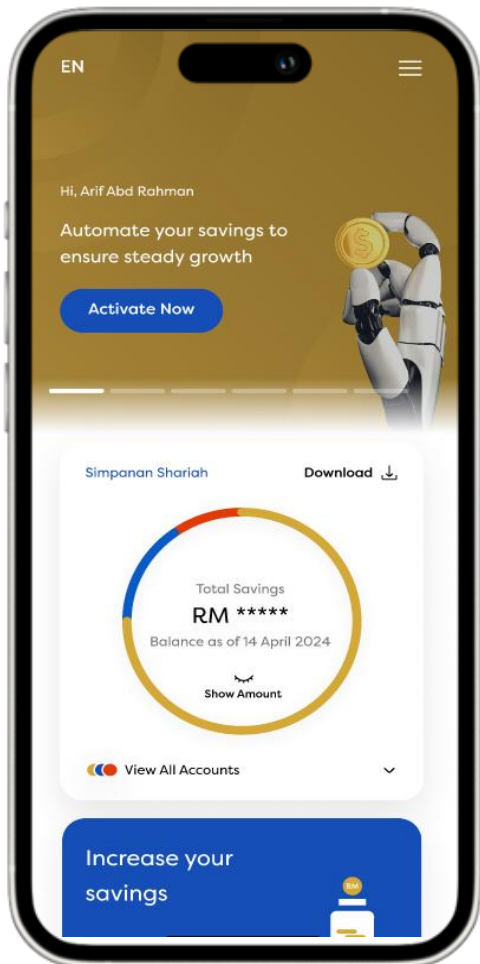 EN
Hi, Arif Abd Rahman
Automate your savings to
ensure steady growth
Activate Now
Simpanan Shariah
Download
Total Savings
RM *****
Balance as of 14 April 2024
Show Amount
View All Accounts
Increase your
savings
RM